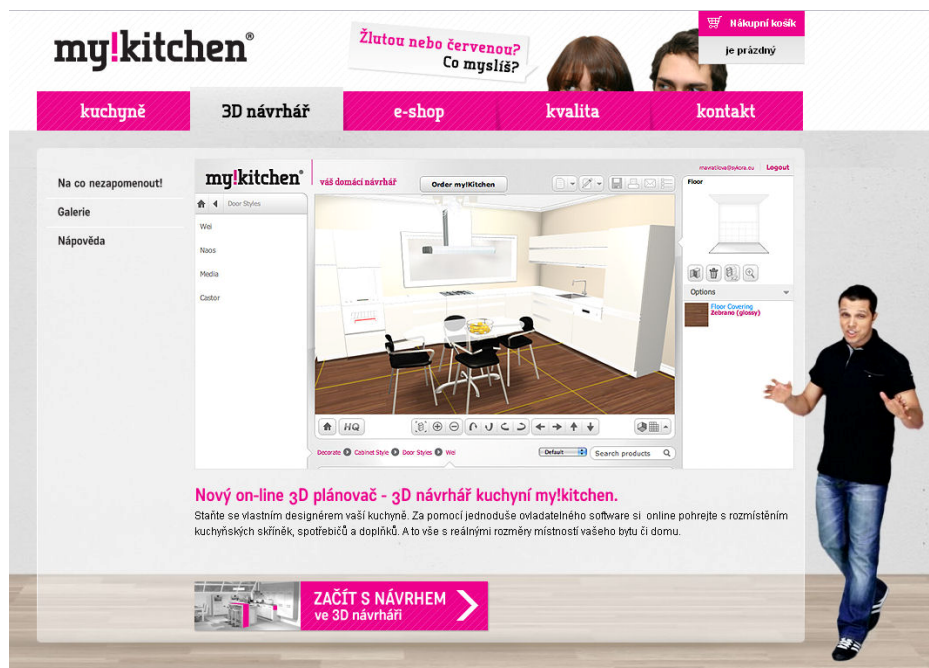 my!kitchen®
Žlutou nebo červenou?
Co myslíš?
Nákupní košík
je prázdný
kuchyně
3D návrhář
e-shop
kvalita
kontakt
Na co nezapomenout!
Galerie
Nápověda
my!kitchen®
váš domácí návrhář
Order my!Kitchen
Logout
Door Styles
Wei
Naos
Media
Castor
Floor
Options
Floor Covering
Zebrano (glossy)
HQ
Decorate Cabinet Style Door Styles Wei
Default
Search products
Nový on-line 3D plánovač - 3D návrhář kuchyní my!kitchen.
Staňte se vlastním designérem vaší kuchyně. Za pomocí jednoduše ovladatelného software si online pohrejte s rozmístěním
kuchyňských skříněk, spotřebičů a doplňků. A to vše s reálnými rozměry místností vašeho bytu či domu.
ZAČÍT S NÁVRHEM
ve 3D návrháři